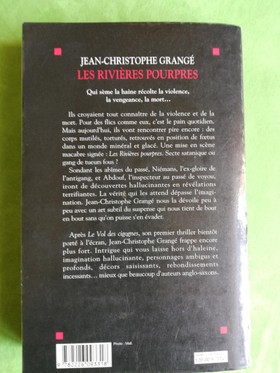 JEAN-CHRISTOPHE GRANGÉ
LES RIVIÈRES POURPRES
Qui sème la haine récolte la violence,
la vengeance, la mort...
Ils croyaient tout connaître de la violence et de la
mort. Pour des flics comme eux, c'est le pain quotidien.
Mais aujourd'hui, ils vont rencontrer pire encore : des
corps mutilés, torturés, retrouvés en position de fœtus
dans un monde minéral et glacé. Une mise en scène
macabre signée : Les Rivières pourpres. Secte satanique ou
gang de tueurs fous ?
Sondant les abîmes du passé, Niémans, l'ex-gloire de
l'antigang, et Abdouf, l'inspecteur au passé de voyou,
iront de découvertes hallucinantes en révélations
terrifiantes. La vérité qui les attend dépasse l'imagi-
nation. Jean-Christophe Grangé nous la dévoile peu à
peu avec un art subtil du suspense qui nous tient de bout
en bout sans qu'on puisse s'en évader.
Après Le Vol des cigognes, son premier thriller bientôt
porté à l'écran, Jean-Christophe Grangé frappe encore
plus fort. Intrigue qui vous laisse hors d'haleine,
imagination hallucinante, personnages ambigus et
profonds, décors saisissants, rebondissements
incessants... mieux que beaucoup d'auteurs anglo-saxons.